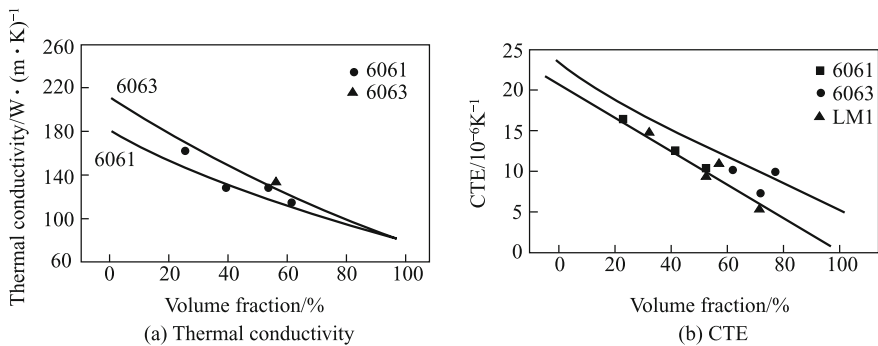 Thermal conductivity/W·(m·K)⁻¹
260
220
180
140
100
60
6063
6061
6061
6063
0 20 40 60 80 100
Volume fraction/%
(a) Thermal conductivity
CTE/10⁻⁶K⁻¹
25
20
15
10
5
0
6061
6063
LM1
0 20 40 60 80 100
Volume fraction/%
(b) CTE